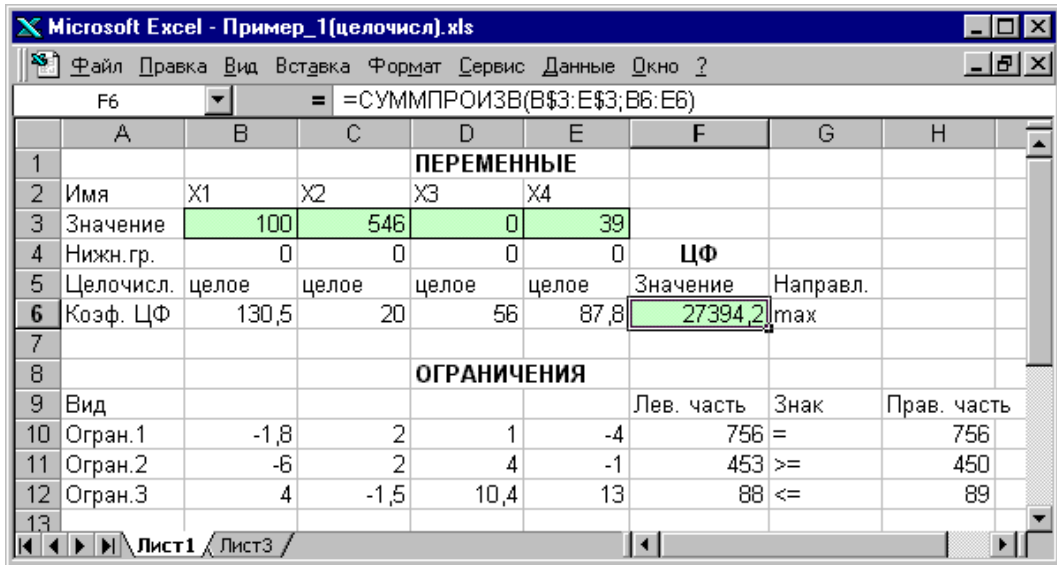 Microsoft Excel - Пример_1(целочисл).xls
Файл Правка Вид Вставка Формат Сервис Данные Окно ?
F6 = =СУММПРОИЗВ(B$3:E$3;B6:E6)
A B C D E F G H
1 ПЕРЕМЕННЫЕ
2 Имя X1 X2 X3 X4
3 Значение 100 546 0 39
4 Нижн.гр. 0 0 0 0 ЦФ
5 Целочисл. целое целое целое целое Значение Направл.
6 Коэф. ЦФ 130,5 20 56 87,8 27394,2 max
7
8 ОГРАНИЧЕНИЯ
9 Вид Лев. часть Знак Прав. часть
10 Огран.1 -1,8 2 1 -4 756 = 756
11 Огран.2 -6 2 4 -1 453 >= 450
12 Огран.3 4 -1,5 10,4 13 88 <= 89
13
Лист1 Лист3